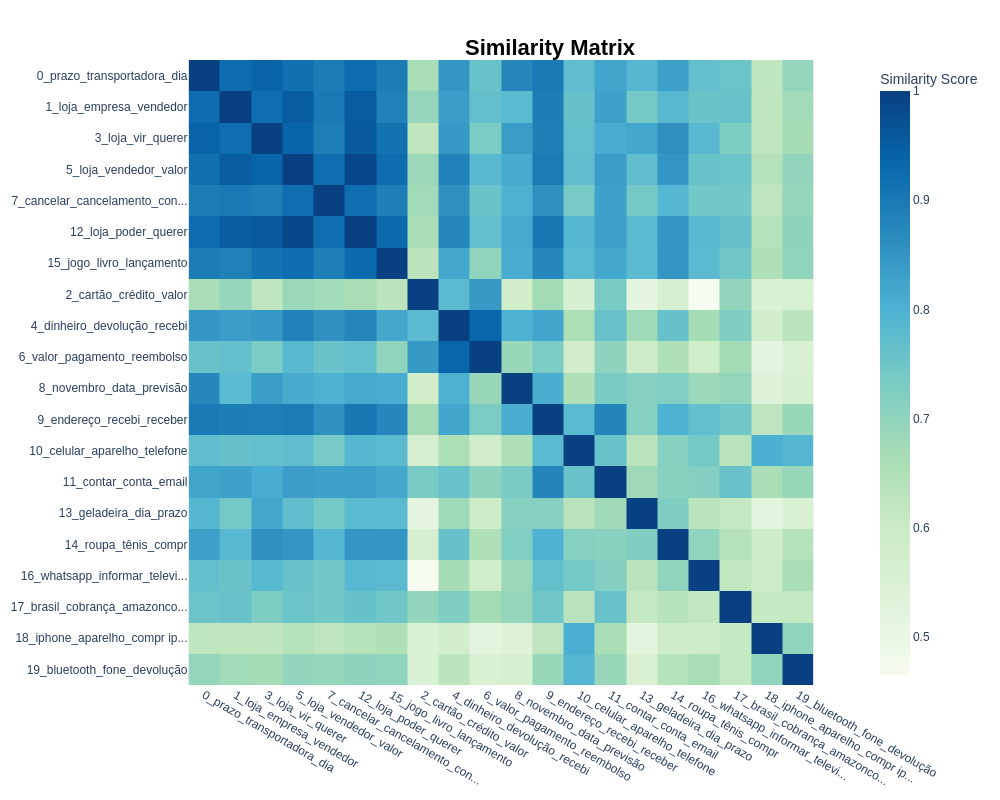 Similarity Matrix
0_prazo_transportadora_dia
1_loja_empresa_vendedor
3_loja_vir_querer
5_loja_vendedor_valor
7_cancelar_cancelamento_con...
12_loja_poder_querer
15_jogo_livro_lançamento
2_cartão_crédito_valor
4_dinheiro_devolução_recebi
6_valor_pagamento_reembolso
8_novembro_data_previsão
9_endereço_recebi_receber
10_celular_aparelho_telefone
11_contar_conta_email
13_geladeira_dia_prazo
14_roupa_tênis_compr
16_whatsapp_informar_televi...
17_brasil_cobrança_amazonco...
18_iphone_aparelho_compr ip...
19_bluetooth_fone_devolução
0_prazo_transportadora_dia
1_loja_empresa_vendedor
3_loja_vir_querer
5_loja_vendedor_valor
7_cancelar_cancelamento_con...
12_loja_poder_querer
15_jogo_livro_lançamento
2_cartão_crédito_valor
4_dinheiro_devolução_recebi
6_valor_pagamento_reembolso
8_novembro_data_previsão
9_endereço_recebi_receber
10_celular_aparelho_telefone
11_contar_conta_email
13_geladeira_dia_prazo
14_roupa_tênis_compr
16_whatsapp_informar_televi...
17_brasil_cobrança_amazonco...
18_iphone_aparelho_compr ip...
19_bluetooth_fone_devolução
Similarity Score
1
0.9
0.8
0.7
0.6
0.5